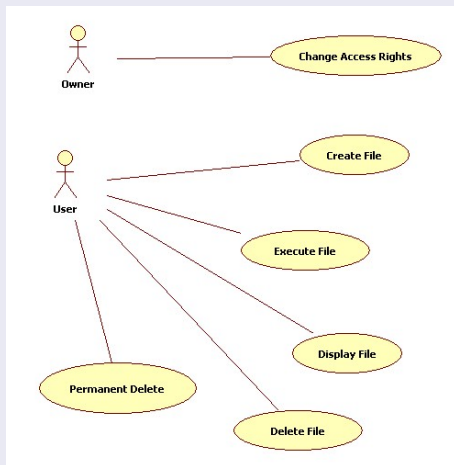 Change Access Rights
Owner
Create File
User
Execute File
Display File
Permanent Delete
Delete File